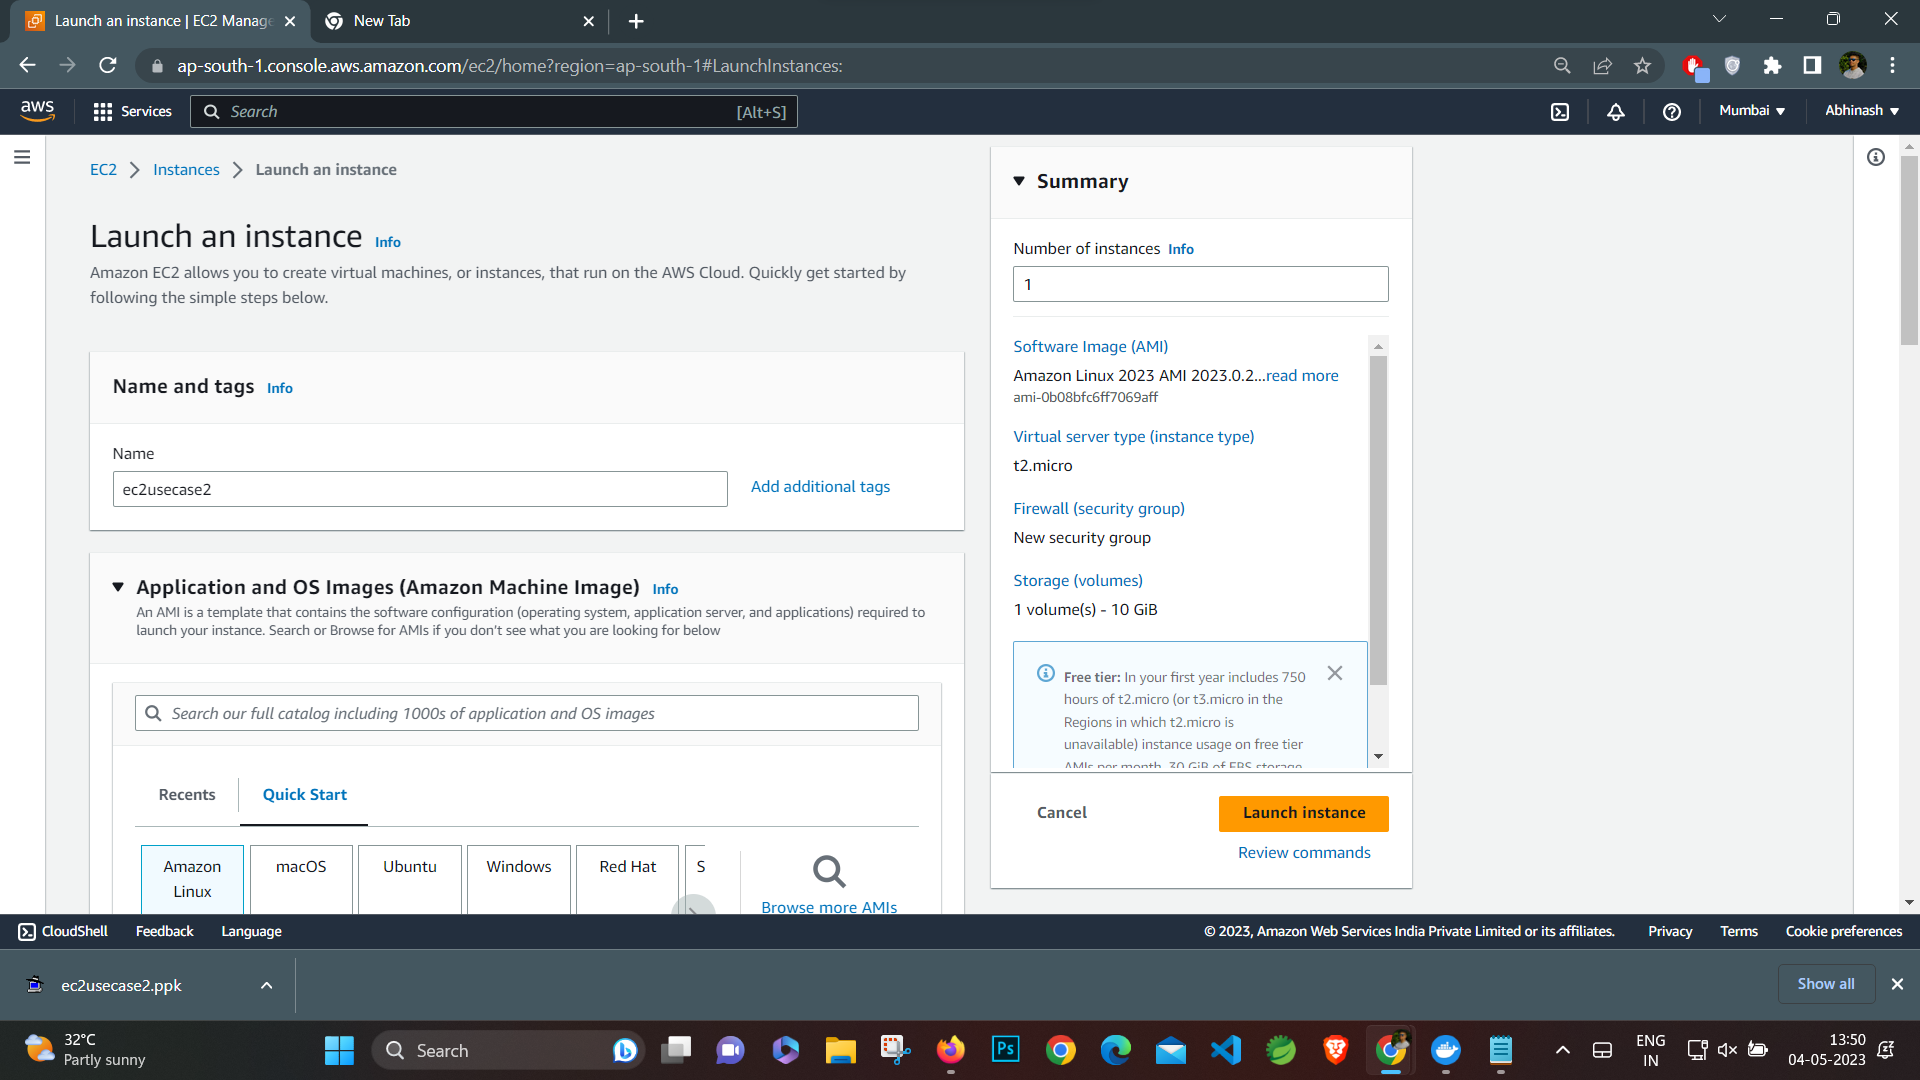 Launch an instance | EC2 Manage
New Tab
ap-south-1.console.aws.amazon.com/ec2/home?region=ap-south-1#LaunchInstances:
aws
Services
Search
[Alt+S]
Mumbai
Abhinash
EC2
Instances
Launch an instance
Launch an instance
Info
Amazon EC2 allows you to create virtual machines, or instances, that run on the AWS Cloud. Quickly get started by
following the simple steps below.
Name and tags
Info
Name
ec2usecase2
Add additional tags
Application and OS Images (Amazon Machine Image)
Info
An AMI is a template that contains the software configuration (operating system, application server, and applications) required to
launch your instance. Search or Browse for AMIs if you don't see what you are looking for below
Search our full catalog including 1000s of application and OS images
Recents
Quick Start
Amazon
Linux
macOS
Ubuntu
Windows
Red Hat
S
Browse more AMIs
Summary
Number of instances
Info
1
Software Image (AMI)
Amazon Linux 2023 AMI 2023.0.2...read more
ami-0b08bfc6ff7069aff
Virtual server type (instance type)
t2.micro
Firewall (security group)
New security group
Storage (volumes)
1 volume(s) - 10 GiB
Free tier: In your first year includes 750
hours of t2.micro (or t3.micro in the
Regions in which t2.micro is
unavailable) instance usage on free tier
AMIs per month, 30 GiB of EBS storage,
Cancel
Launch instance
Review commands
CloudShell
Feedback
Language
© 2023, Amazon Web Services India Private Limited or its affiliates.
Privacy
Terms
Cookie preferences
ec2usecase2.ppk
Show all
32°C
Partly sunny
Search
Ps
ENG
IN
13:50
04-05-2023